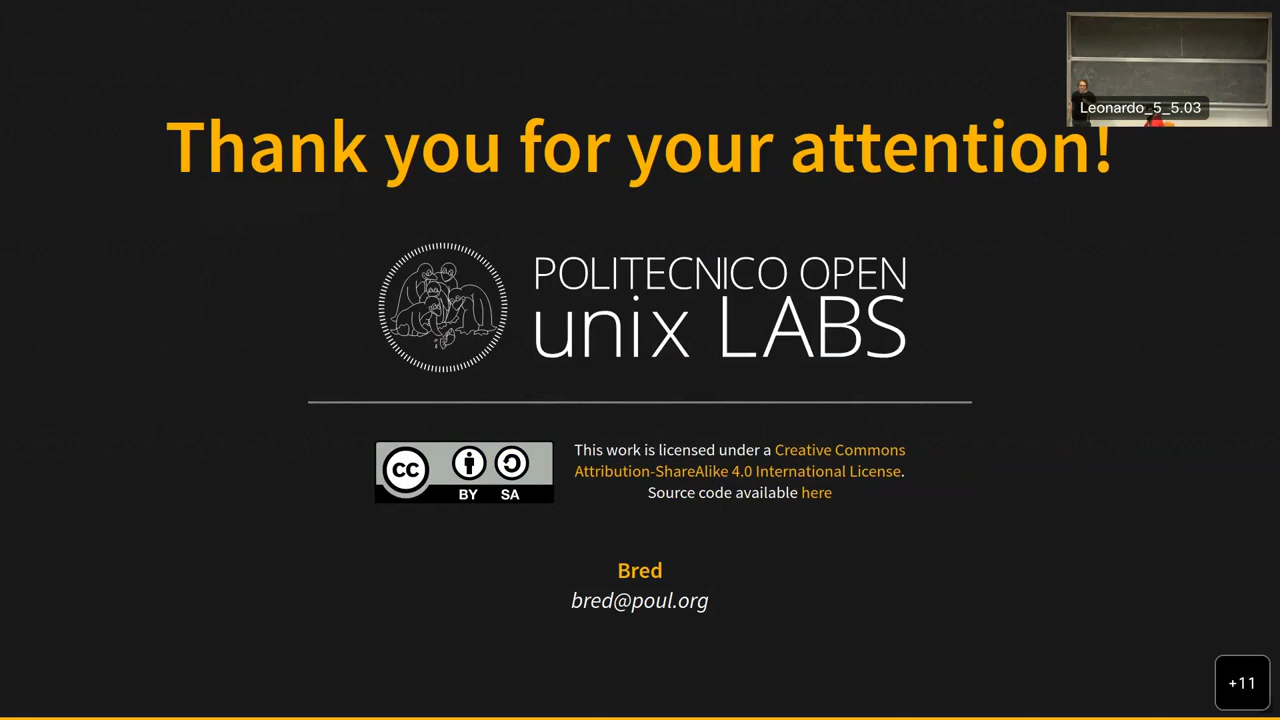 Leonardo_5_5.03
Thank you for your attention!
POLITECNICO OPEN
unix LABS
cc
BY SA
This work is licensed under a Creative Commons
Attribution-ShareAlike 4.0 International License.
Source code available here
Bred
bred@poul.org
+11